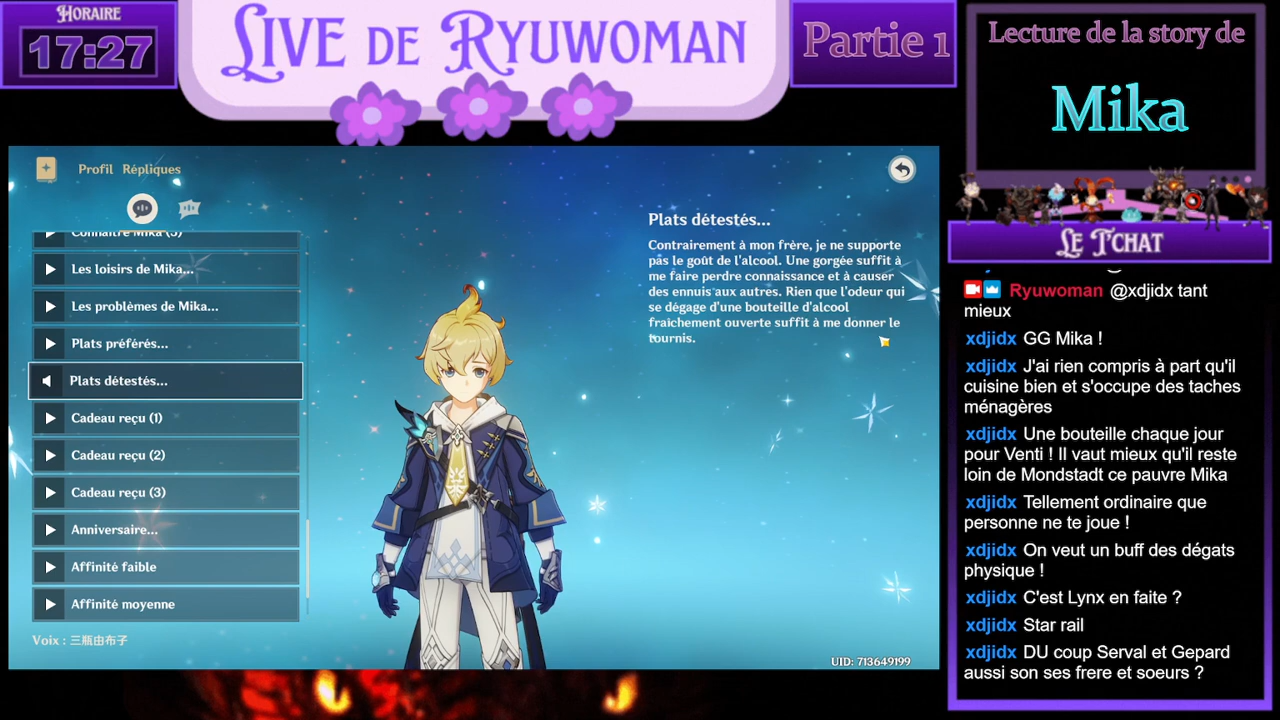 HORAIRE
17:27
LIVE DE RYUWOMAN
Partie 1
Lecture de la story de
Mika
Profil Répliques
Connaître Mika (5)
Les loisirs de Mika...
Les problèmes de Mika...
Plats préférés...
Plats détestés...
Cadeau reçu (1)
Cadeau reçu (2)
Cadeau reçu (3)
Anniversaire...
Affinité faible
Affinité moyenne
Voix : 三瓶由布子
Plats détestés...
Contrairement à mon frère, je ne supporte
pas le goût de l'alcool. Une gorgée suffit à
me faire perdre connaissance et à causer
des ennuis aux autres. Rien que l'odeur qui
se dégage d'une bouteille d'alcool
fraichement ouverte suffit à me donner le
tournis.
UID: 713649199
LE TCHAT
Ryuwoman @xdjidx tant
mieux
xdjidx GG Mika !
xdjidx J'ai rien compris à part qu'il
cuisine bien et s'occupe des taches
ménagères
xdjidx Une bouteille chaque jour
pour Venti ! Il vaut mieux qu'il reste
loin de Mondstadt ce pauvre Mika
xdjidx Tellement ordinaire que
personne ne te joue !
xdjidx On veut un buff des dégats
physique !
xdjidx C'est Lynx en faite ?
xdjidx Star rail
xdjidx DU coup Serval et Gepard
aussi son ses frere et soeurs ?